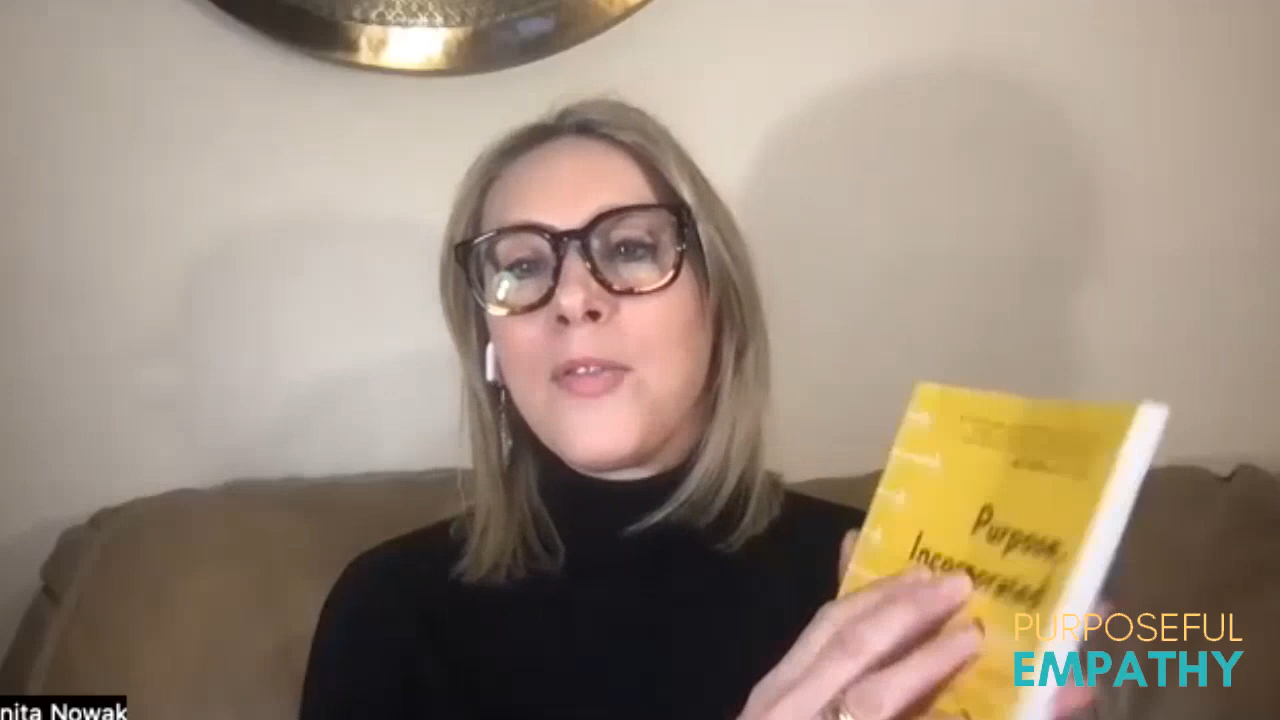 Purpose,
Incorporated
PURPOSEFUL
EMPATHY
nita Nowak